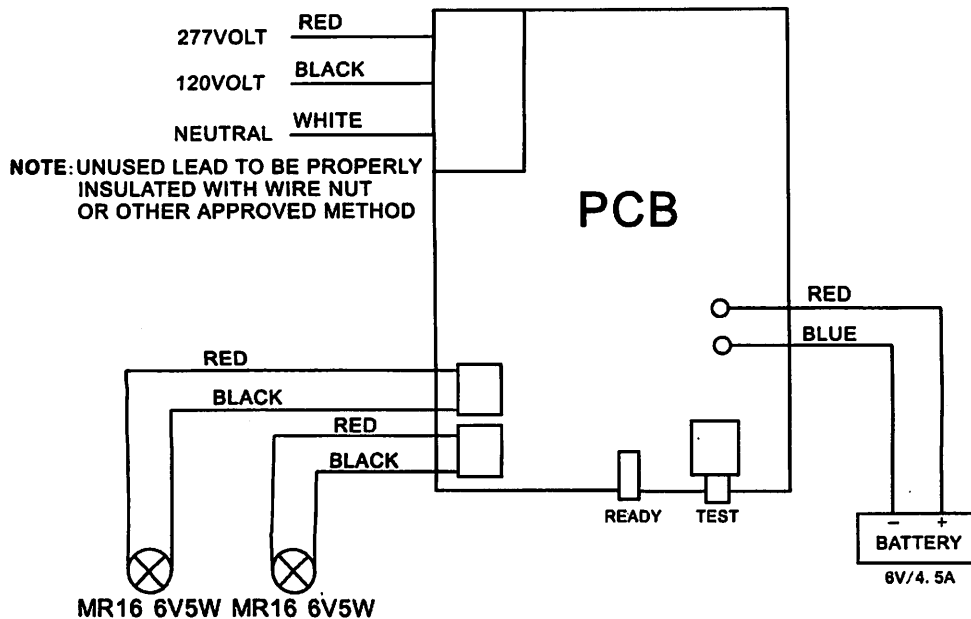 277VOLT RED
120VOLT BLACK
NEUTRAL WHITE
NOTE:UNUSED LEAD TO BE PROPERLY
INSULATED WITH WIRE NUT
OR OTHER APPROVED METHOD
PCB
RED
BLUE
RED
BLACK
RED
BLACK
READY
TEST
- +
BATTERY
6V/4.5A
MR16 6V5W
MR16 6V5W